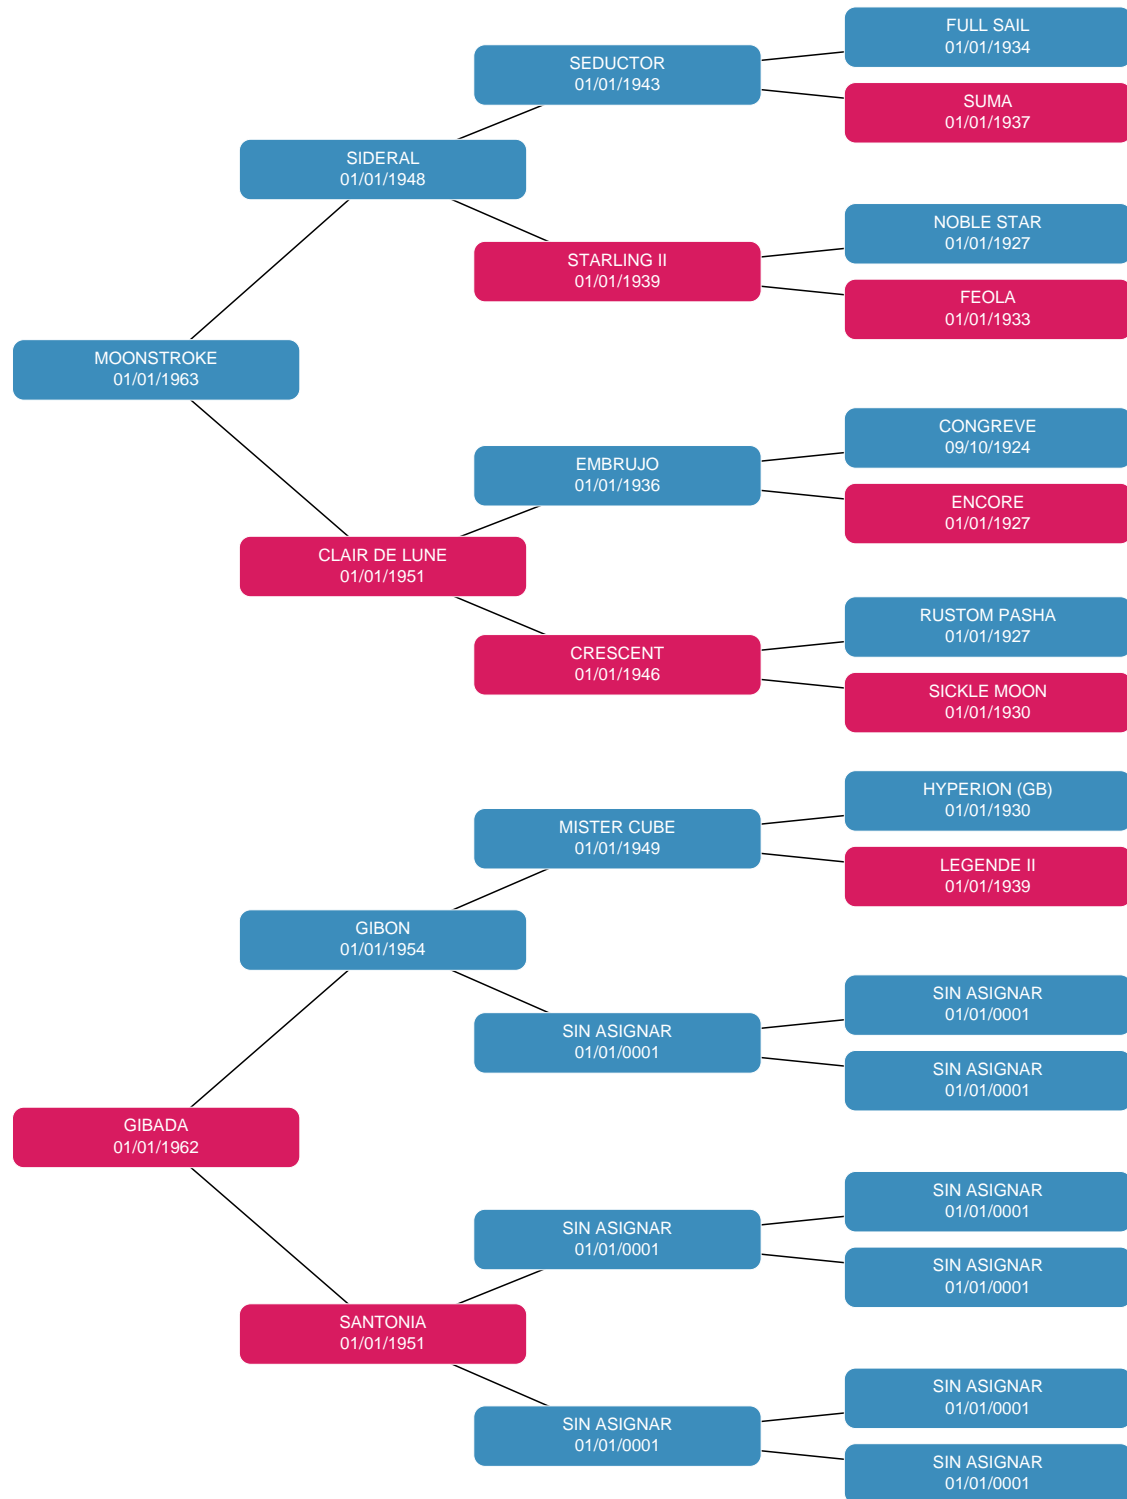 FULL SAIL
01/01/1934
SEDUCTOR
01/01/1943
SUMA
01/01/1937
SIDERAL
01/01/1948
NOBLE STAR
01/01/1927
STARLING II
01/01/1939
FEOLA
01/01/1933
MOONSTROKE
01/01/1963
CONGREVE
09/10/1924
EMBRUJO
01/01/1936
ENCORE
01/01/1927
CLAIR DE LUNE
01/01/1951
RUSTOM PASHA
01/01/1927
CRESCENT
01/01/1946
SICKLE MOON
01/01/1930
HYPERION (GB)
01/01/1930
MISTER CUBE
01/01/1949
LEGENDE II
01/01/1939
GIBON
01/01/1954
SIN ASIGNAR
01/01/0001
SIN ASIGNAR
01/01/0001
SIN ASIGNAR
01/01/0001
GIBADA
01/01/1962
SIN ASIGNAR
01/01/0001
SIN ASIGNAR
01/01/0001
SIN ASIGNAR
01/01/0001
SANTONIA
01/01/1951
SIN ASIGNAR
01/01/0001
SIN ASIGNAR
01/01/0001
SIN ASIGNAR
01/01/0001